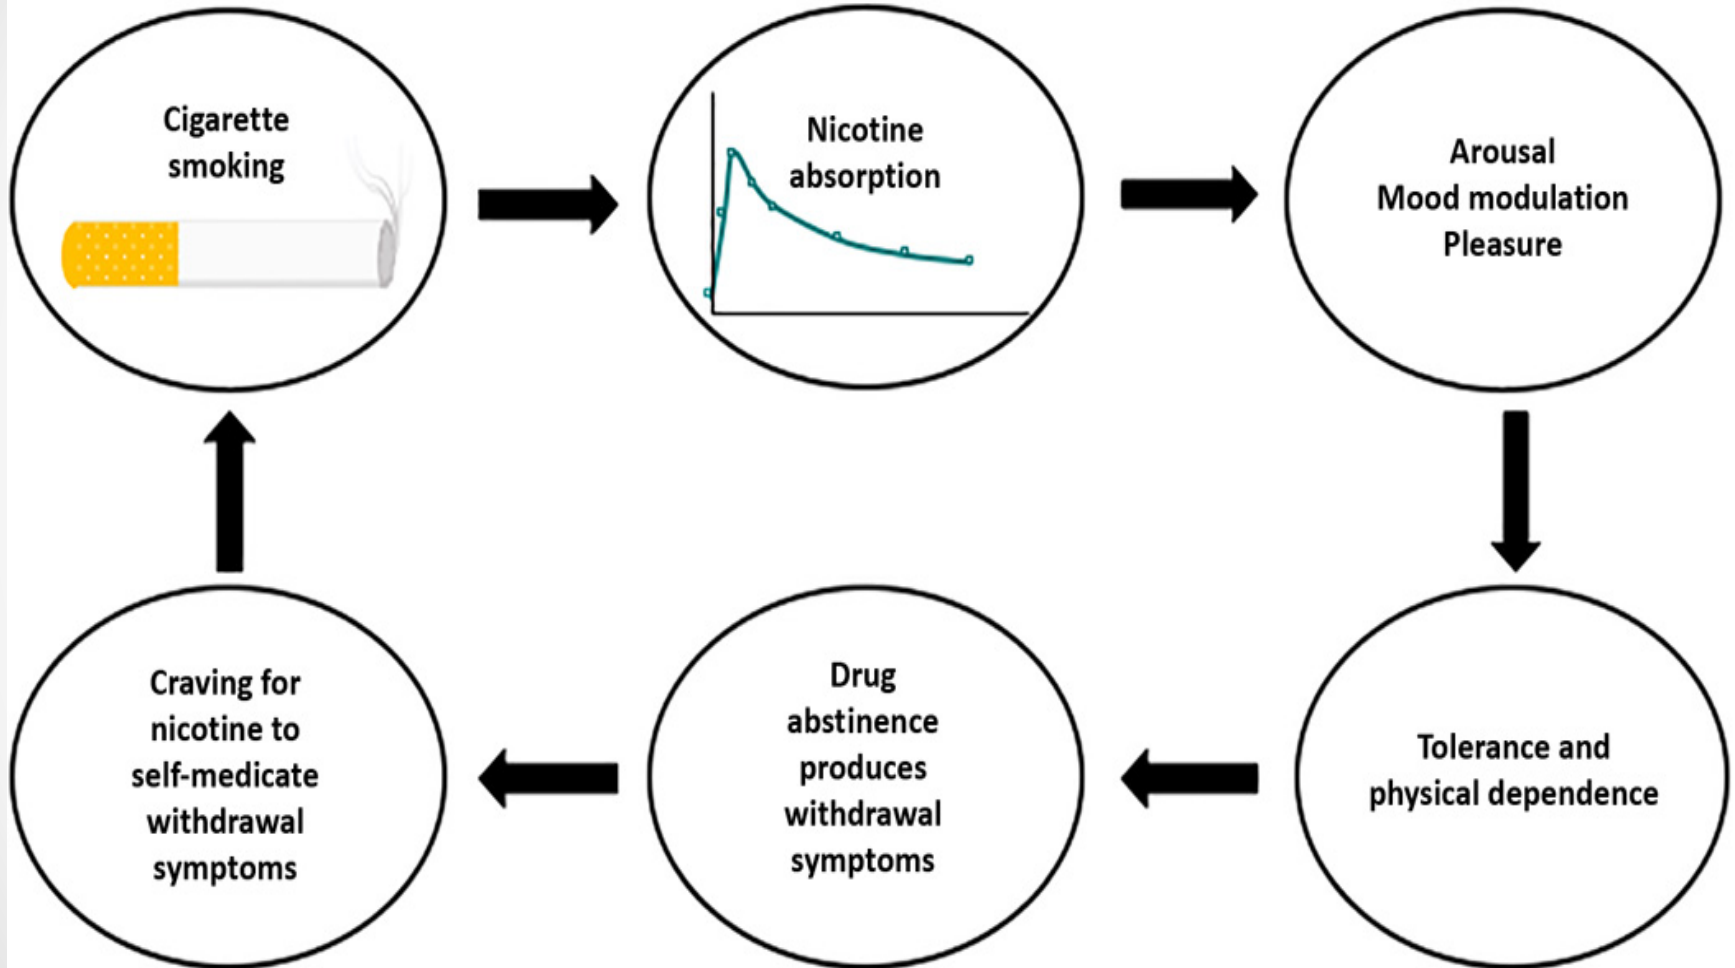 Cigarette
smoking
Nicotine
absorption
Arousal
Mood modulation
Pleasure
Tolerance and
physical dependence
Drug
abstinence
produces
withdrawal
symptoms
Craving for
nicotine to
self-medicate
withdrawal
symptoms